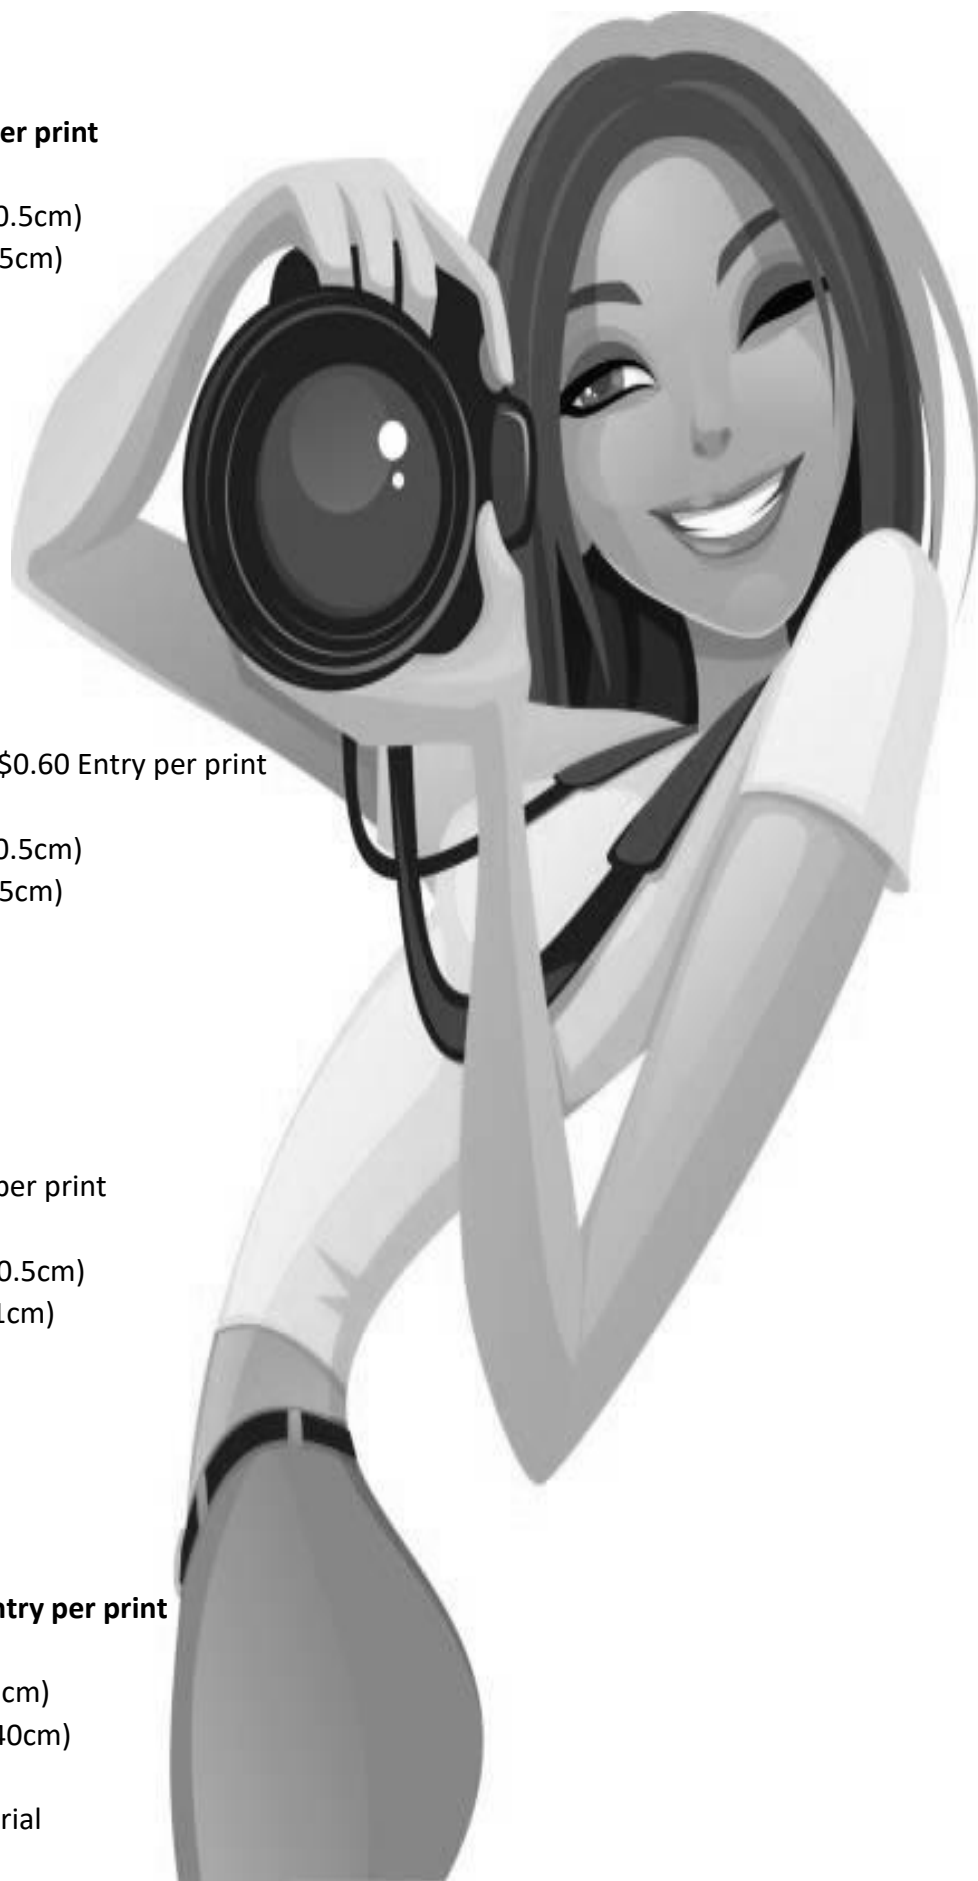 er print
0.5cm)
5cm)
$0.60 Entry per print
0.5cm)
5cm)
per print
0.5cm)
1cm)
ntry per print
cm)
40cm)
rial